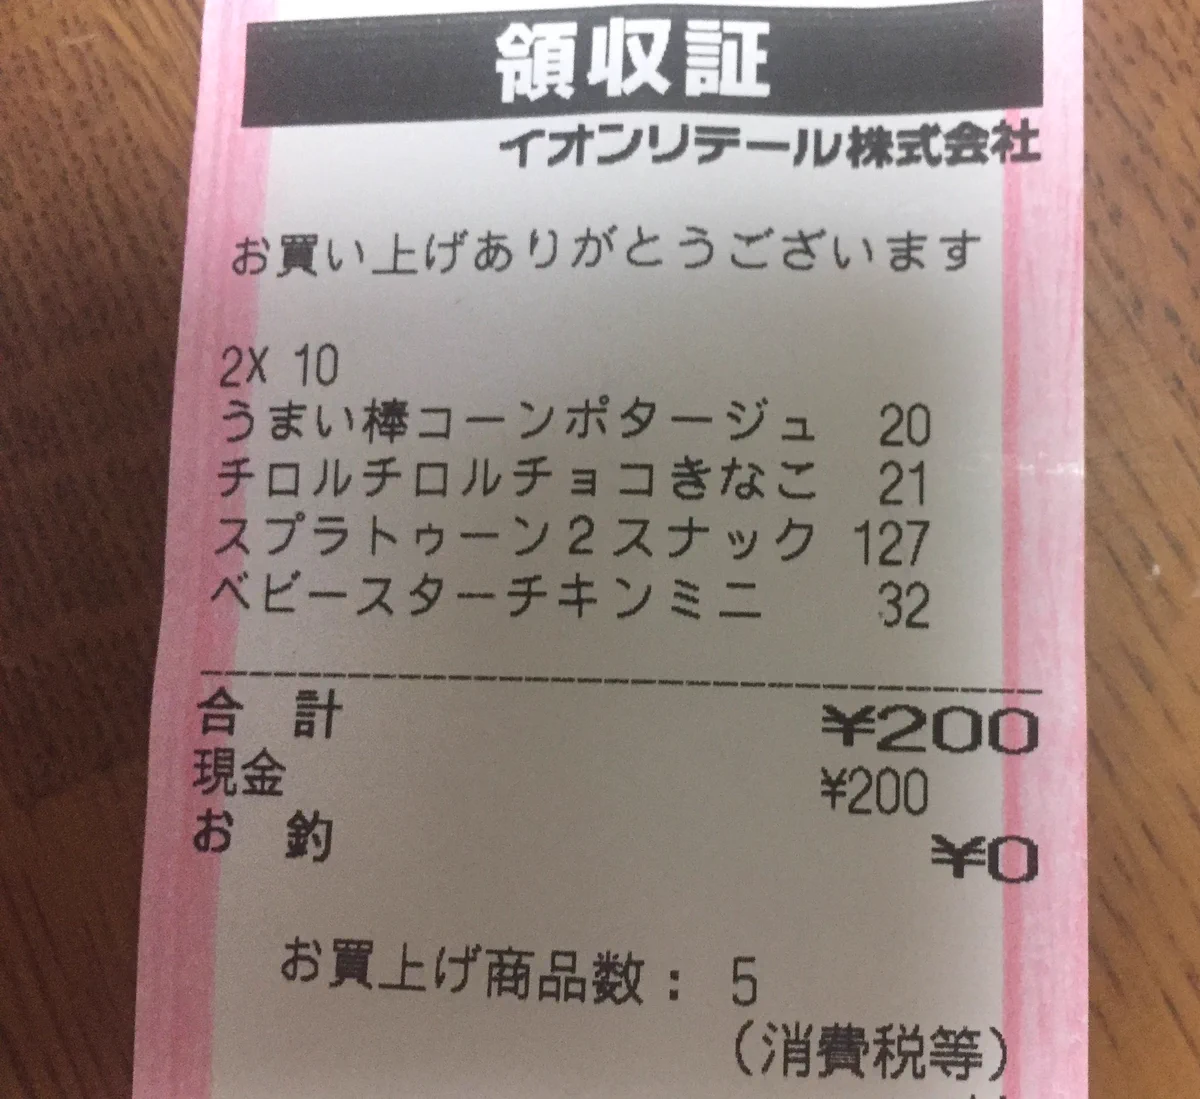 領収証
イオンリテール株式会社
お買い上げありがとうございます
2X 10
うまい棒コーンポタージュ 20
チロルチロルチョコきなこ 21
スプラトゥーン2スナック 127
ベビースターチキンミニ 32
合 計 ¥200
現金 ¥200
お 釣 ¥0
お買上げ商品数: 5
(消費税等)